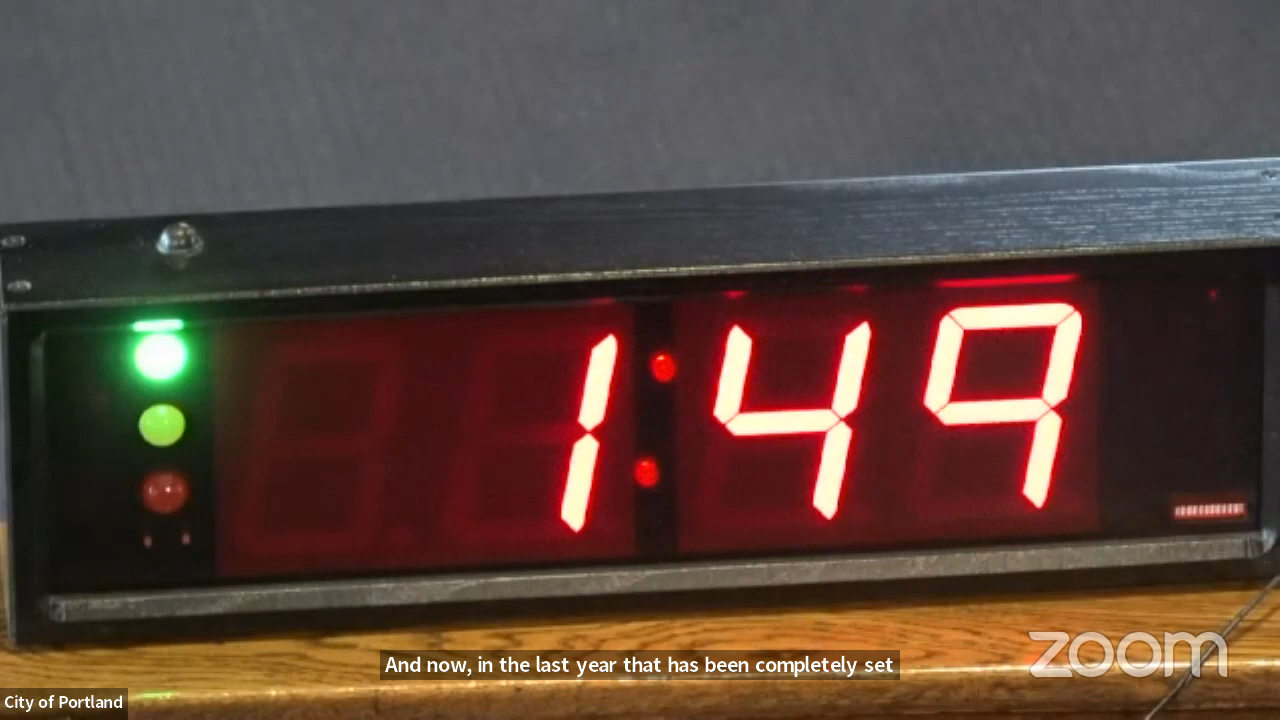 1:49
And now, in the last year that has been completely set
zoom
City of Portland